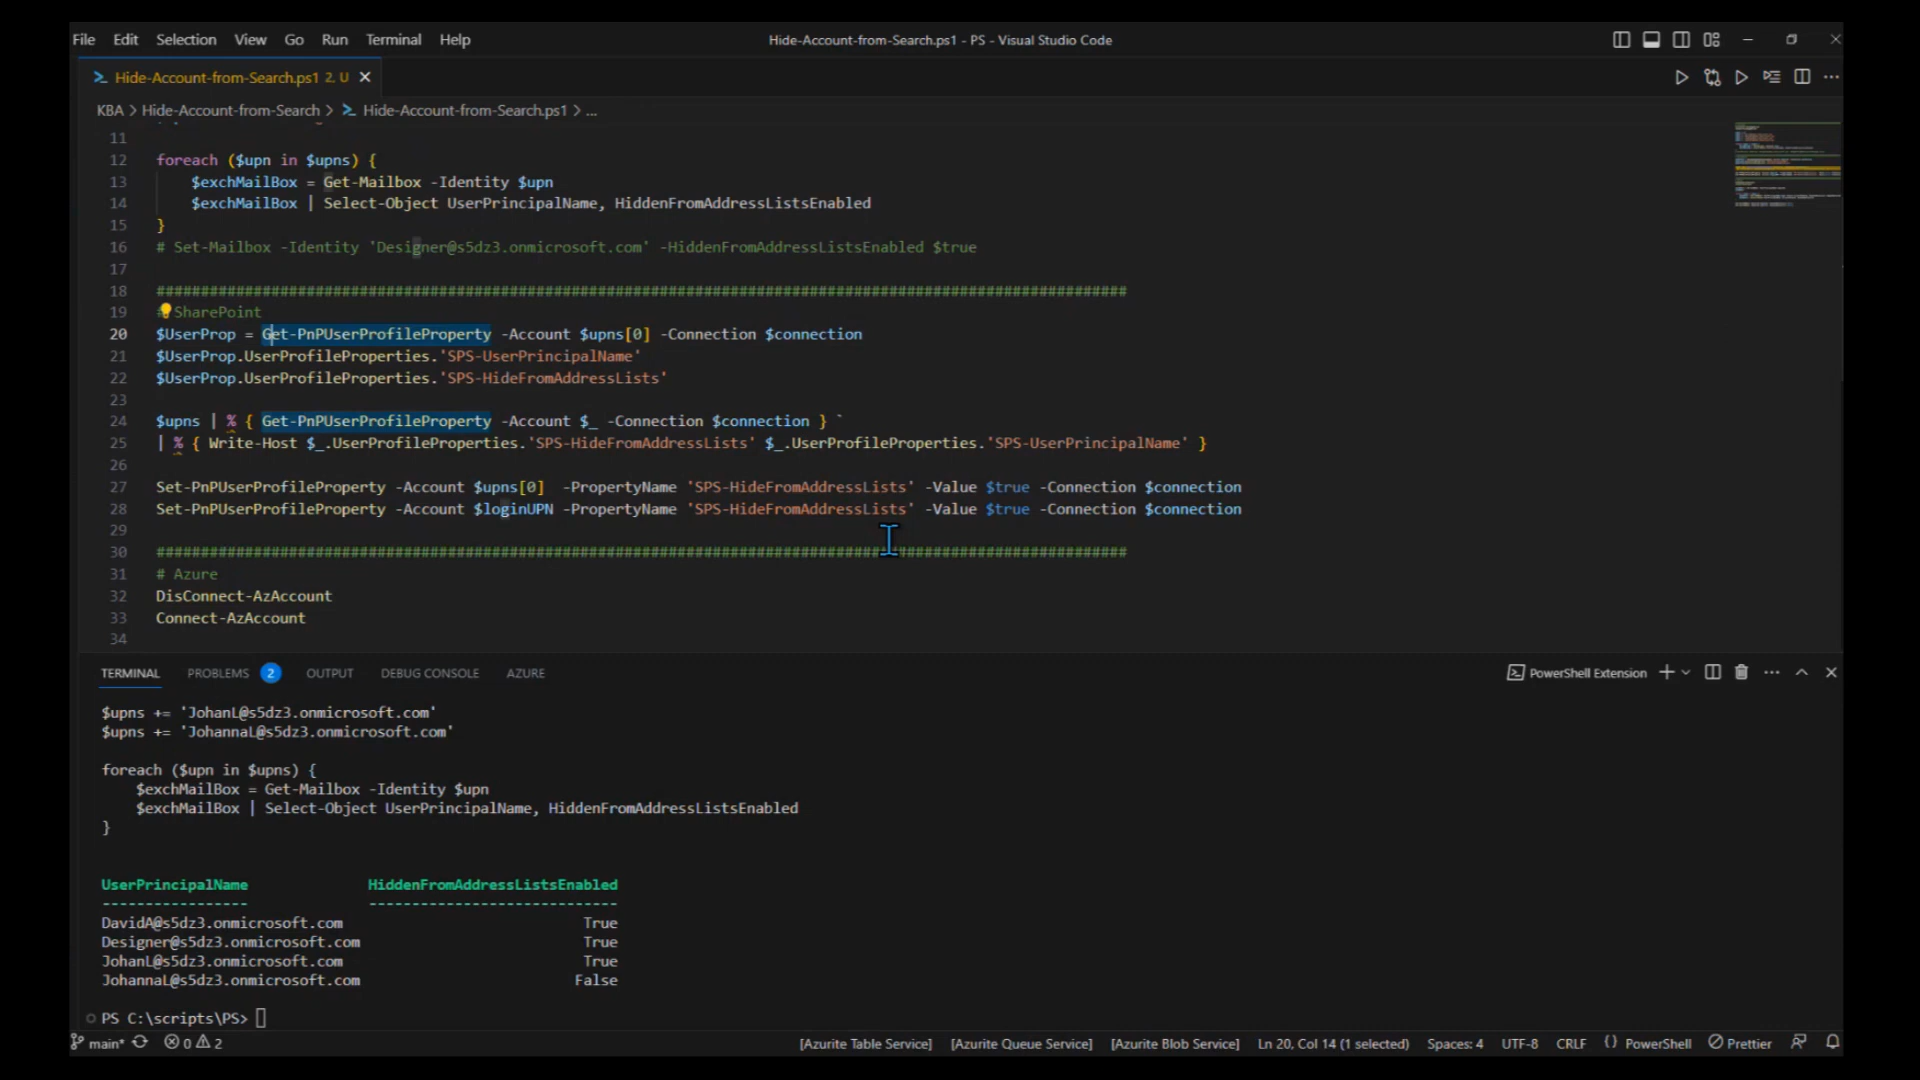 File Edit Selection View Go Run Terminal Help
Hide-Account-from-Search.ps1 - PS - Visual Studio Code
Hide-Account-from-Search.ps1 2, U
KBA > Hide-Account-from-Search > Hide-Account-from-Search.ps1 > ...
11
12 foreach ($upn in $upns) {
13 $exchMailBox = Get-Mailbox -Identity $upn
14 $exchMailBox | Select-Object UserPrincipalName, HiddenFromAddressListsEnabled
15 }
16 # Set-Mailbox -Identity 'Designer@s5dz3.onmicrosoft.com' -HiddenFromAddressListsEnabled $true
17
18 ##############################################################################################################
19 # SharePoint
20 $UserProp = Get-PnPUserProfileProperty -Account $upns[0] -Connection $connection
21 $UserProp.UserProfileProperties.'SPS-UserPrincipalName'
22 $UserProp.UserProfileProperties.'SPS-HideFromAddressLists'
23
24 $upns | % { Get-PnPUserProfileProperty -Account $_ -Connection $connection } `
25 | % { Write-Host $_.UserProfileProperties.'SPS-HideFromAddressLists' $_.UserProfileProperties.'SPS-UserPrincipalName' }
26
27 Set-PnPUserProfileProperty -Account $upns[0]  -PropertyName 'SPS-HideFromAddressLists' -Value $true -Connection $connection
28 Set-PnPUserProfileProperty -Account $loginUPN -PropertyName 'SPS-HideFromAddressLists' -Value $true -Connection $connection
29
30 ##############################################################################################################
31 # Azure
32 DisConnect-AzAccount
33 Connect-AzAccount
34
TERMINAL PROBLEMS 2 OUTPUT DEBUG CONSOLE AZURE
PowerShell Extension
$upns += 'JohanL@s5dz3.onmicrosoft.com'
$upns += 'JohannaL@s5dz3.onmicrosoft.com'
foreach ($upn in $upns) {
$exchMailBox = Get-Mailbox -Identity $upn
$exchMailBox | Select-Object UserPrincipalName, HiddenFromAddressListsEnabled
}
UserPrincipalName HiddenFromAddressListsEnabled
----------------- -----------------------------
DavidA@s5dz3.onmicrosoft.com True
Designer@s5dz3.onmicrosoft.com True
JohanL@s5dz3.onmicrosoft.com True
JohannaL@s5dz3.onmicrosoft.com False
PS C:\scripts\PS>
main* 0 2 [Azurite Table Service] [Azurite Queue Service] [Azurite Blob Service] Ln 20, Col 14 (1 selected) Spaces: 4 UTF-8 CRLF {} PowerShell Prettier